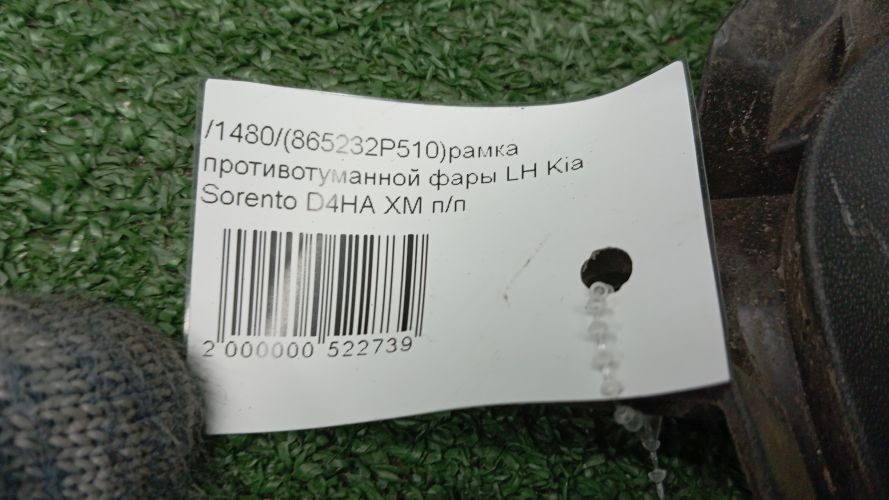 /1480/(865232P510)рамка
противотуманной фары LH Kia
Sorento D4HA XM п/п
2 000000 522739